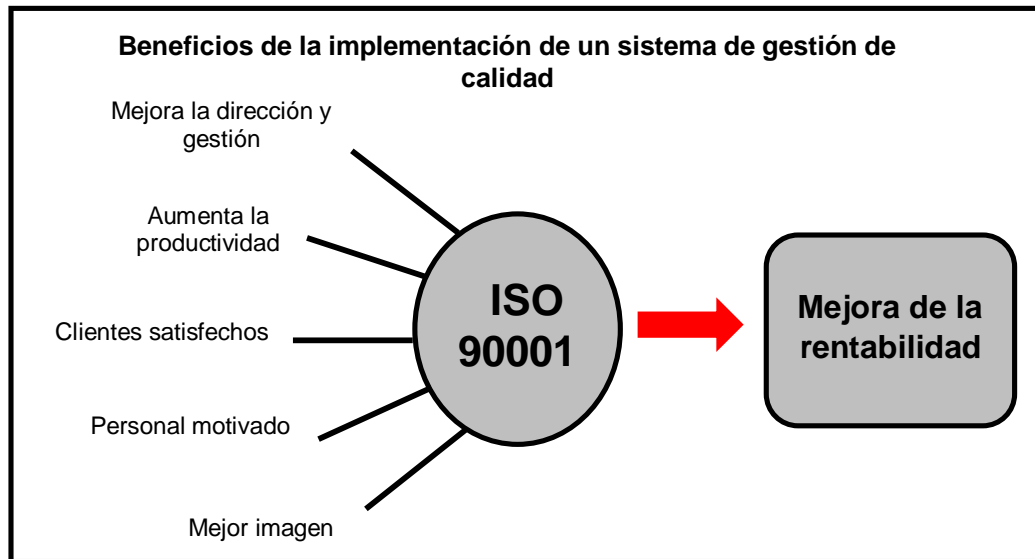 Beneficios de la implementación de un sistema de gestión de
calidad
Mejora la dirección y
gestión
Aumenta la
productividad
Clientes satisfechos
Personal motivado
Mejor imagen
ISO
90001
Mejora de la
rentabilidad